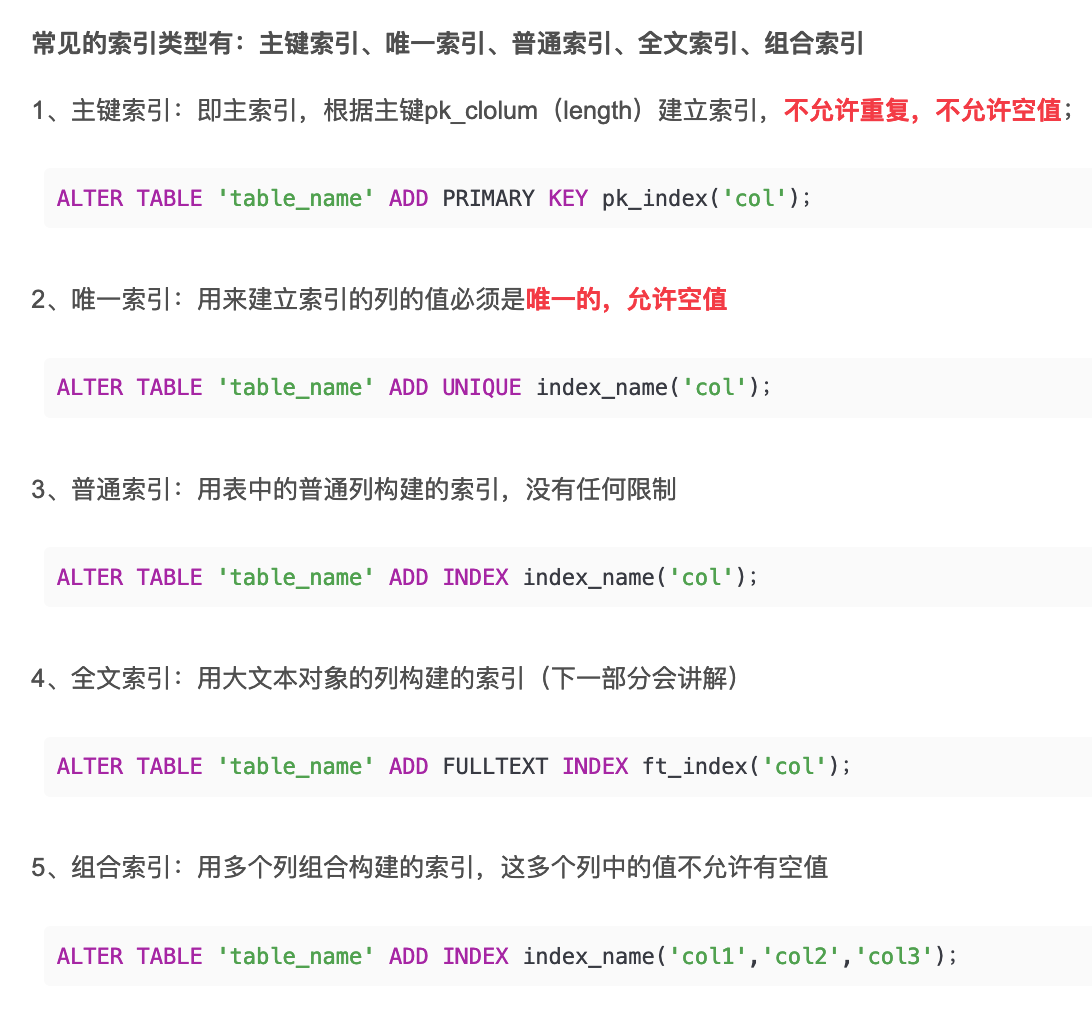 常见的索引类型有：主键索引、唯一索引、普通索引、全文索引、组合索引
1、主键索引：即主索引，根据主键pk_clolum（length）建立索引，不允许重复，不允许空值；
ALTER TABLE 'table_name' ADD PRIMARY KEY pk_index('col');
2、唯一索引：用来建立索引的列的值必须是唯一的，允许空值
ALTER TABLE 'table_name' ADD UNIQUE index_name('col');
3、普通索引：用表中的普通列构建的索引，没有任何限制
ALTER TABLE 'table_name' ADD INDEX index_name('col');
4、全文索引：用大文本对象的列构建的索引（下一部分会讲解）
ALTER TABLE 'table_name' ADD FULLTEXT INDEX ft_index('col');
5、组合索引：用多个列组合构建的索引，这多个列中的值不允许有空值
ALTER TABLE 'table_name' ADD INDEX index_name('col1','col2','col3');